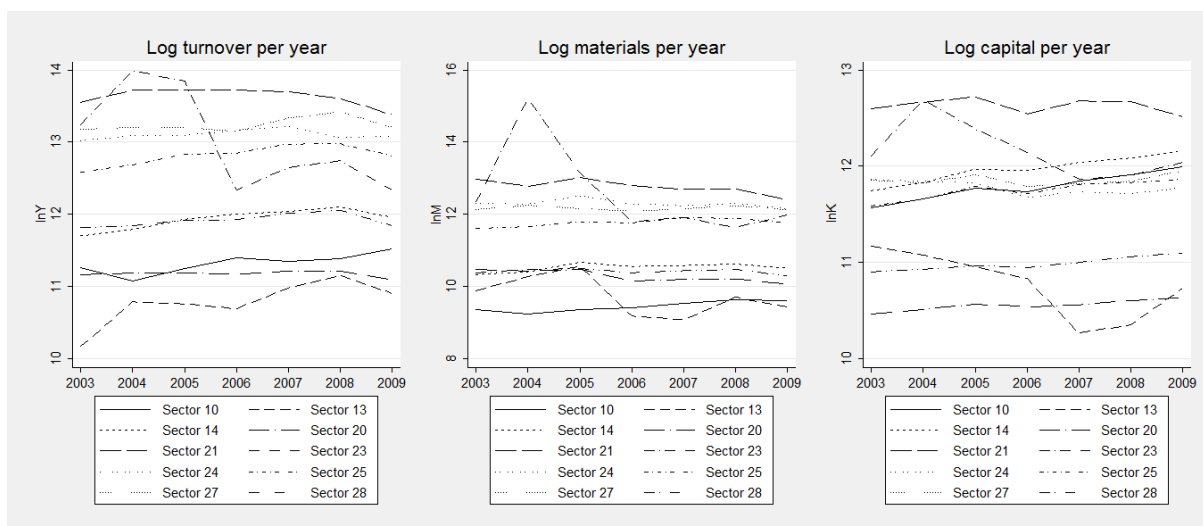 Log turnover per year
lnY
14
13
12
11
10
2003 2004 2005 2006 2007 2008 2009
Sector 10 Sector 13
Sector 14 Sector 20
Sector 21 Sector 23
Sector 24 Sector 25
Sector 27 Sector 28
Log materials per year
lnM
16
14
12
10
8
2003 2004 2005 2006 2007 2008 2009
Sector 10 Sector 13
Sector 14 Sector 20
Sector 21 Sector 23
Sector 24 Sector 25
Sector 27 Sector 28
Log capital per year
lnK
13
12
11
10
2003 2004 2005 2006 2007 2008 2009
Sector 10 Sector 13
Sector 14 Sector 20
Sector 21 Sector 23
Sector 24 Sector 25
Sector 27 Sector 28